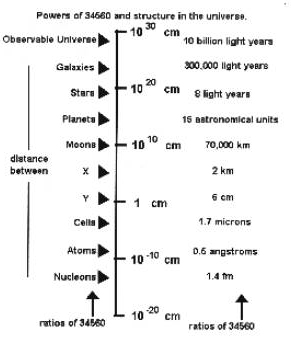 Powers of 34560 and structure in the universe.
Observable Universe 10 30 cm 10 billion light years
Galaxies 300,000 light years
Stars 10 20 cm 8 light years
Planets 15 astronomical units
Moons 10 10 cm 70,000 km
distance between
X 2 km
Y 1 cm 6 cm
Cells 1.7 microns
Atoms 10 -10 cm 0.5 angstroms
Nucleons 1.4 fm
10 -20 cm
ratios of 34560 ratios of 34560